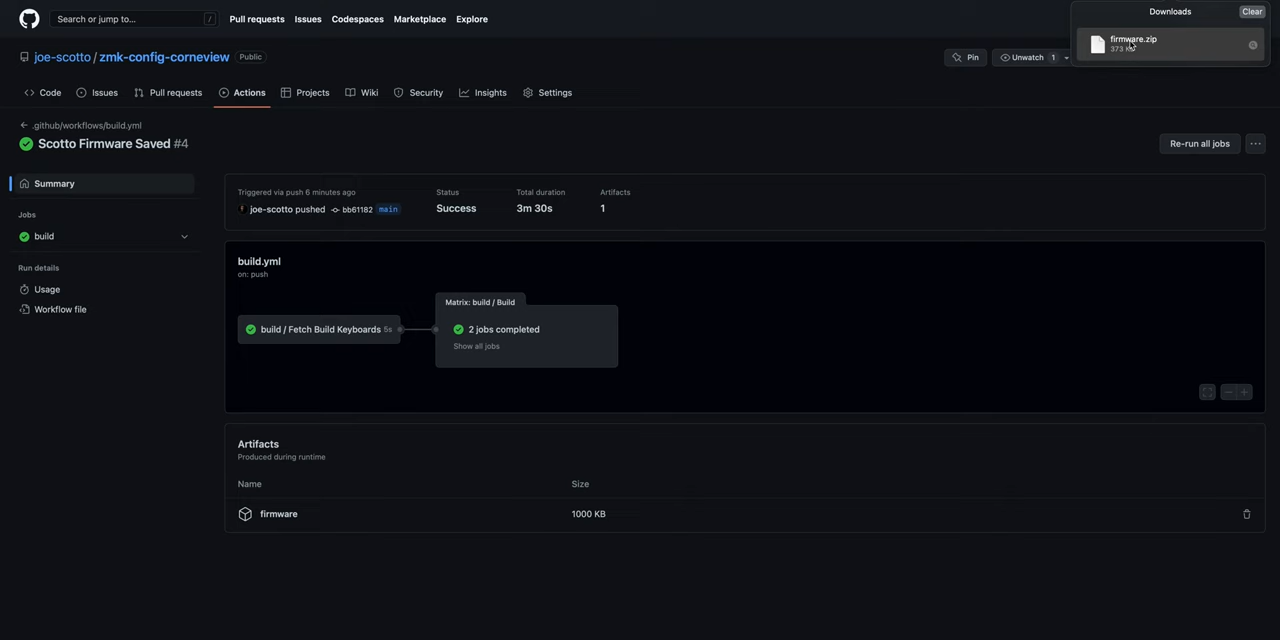 Search or jump to... /
Pull requests Issues Codespaces Marketplace Explore
Downloads Clear
firmware.zip
373 KB
joe-scotto / zmk-config-corneview Public
Pin Unwatch 1
Code Issues Pull requests Actions Projects Wiki Security Insights Settings
.github/workflows/build.yml
Scotto Firmware Saved #4
Re-run all jobs
Summary
Jobs
build
Run details
Usage
Workflow file
Triggered via push 6 minutes ago
joe-scotto pushed bb61182 main
Status
Success
Total duration
3m 30s
Artifacts
1
build.yml
on: push
build / Fetch Build Keyboards 5s
Matrix: build / Build
2 jobs completed
Show all jobs
Artifacts
Produced during runtime
Name Size
firmware 1000 KB